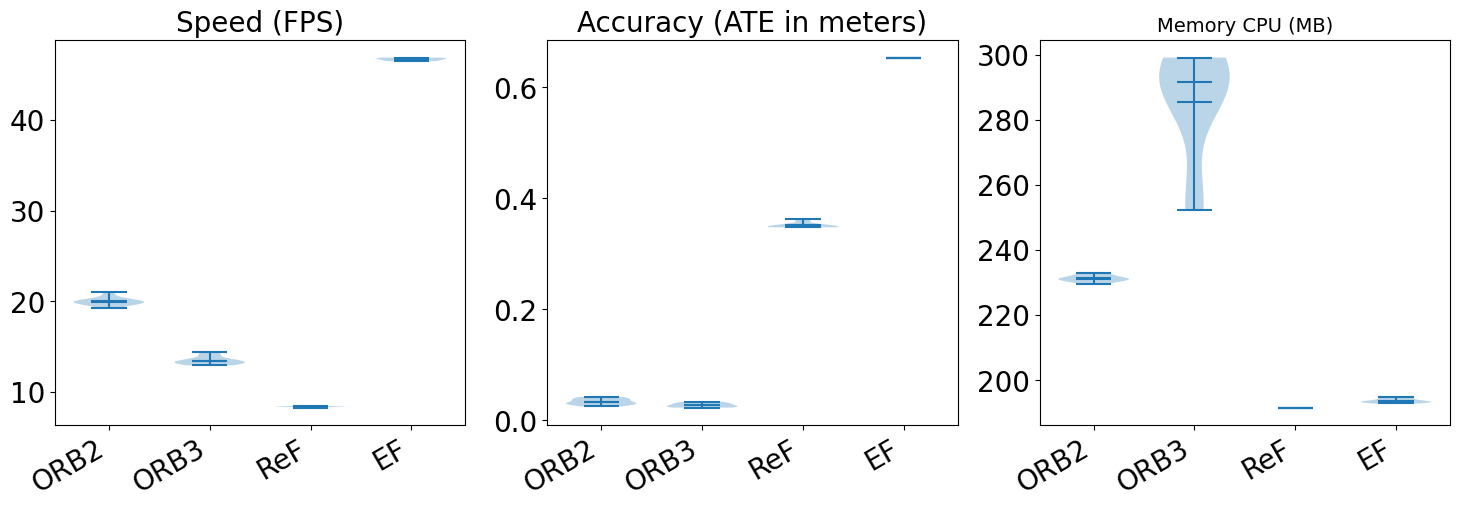 Speed (FPS)
40
30
20
10
ORB2 ORB3 ReF EF
Accuracy (ATE in meters)
0.6
0.4
0.2
0.0
ORB2 ORB3 ReF EF
Memory CPU (MB)
300
280
260
240
220
200
ORB2 ORB3 ReF EF